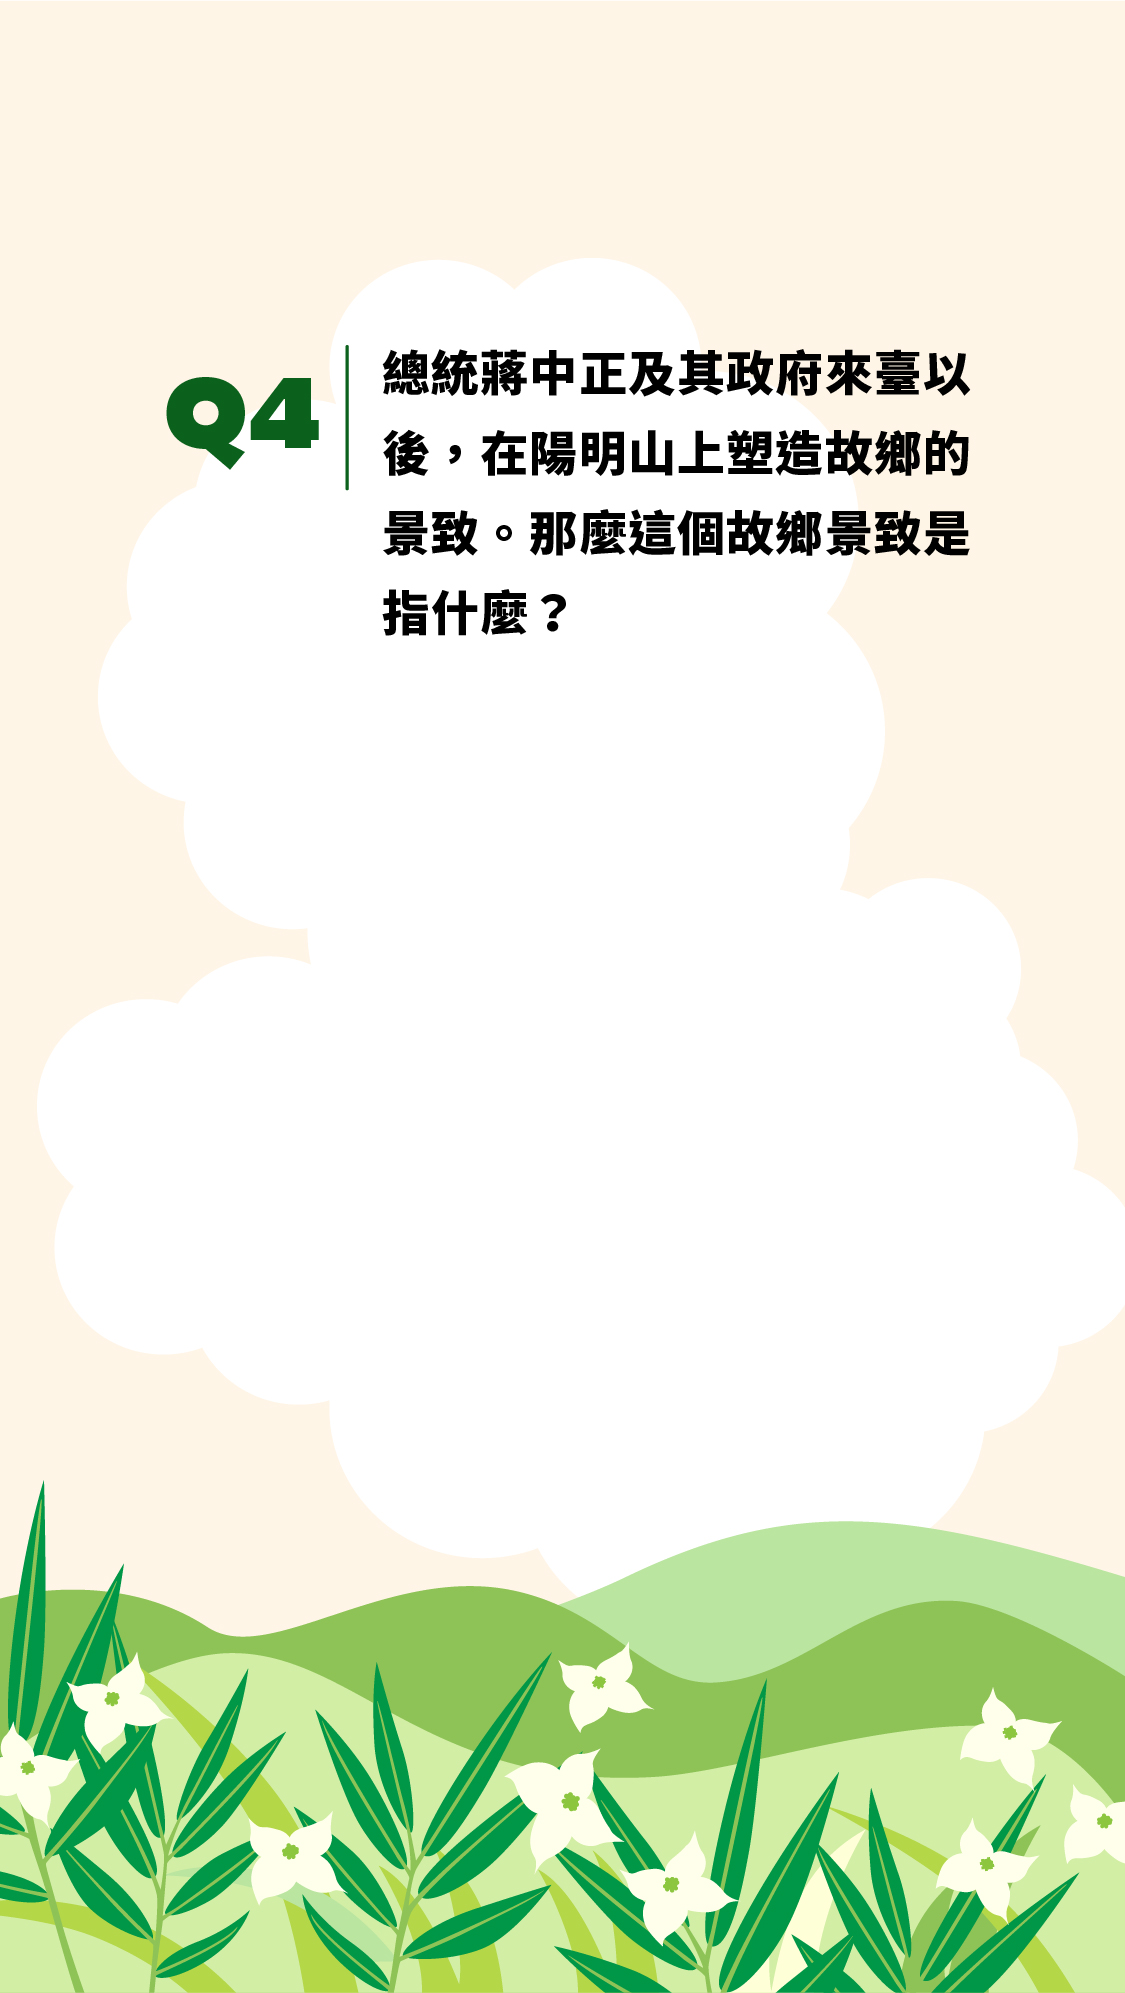 Q4
總統蔣中正及其政府來臺以
後，在陽明山上塑造故鄉的
景致。那麼這個故鄉景致是
指什麼？